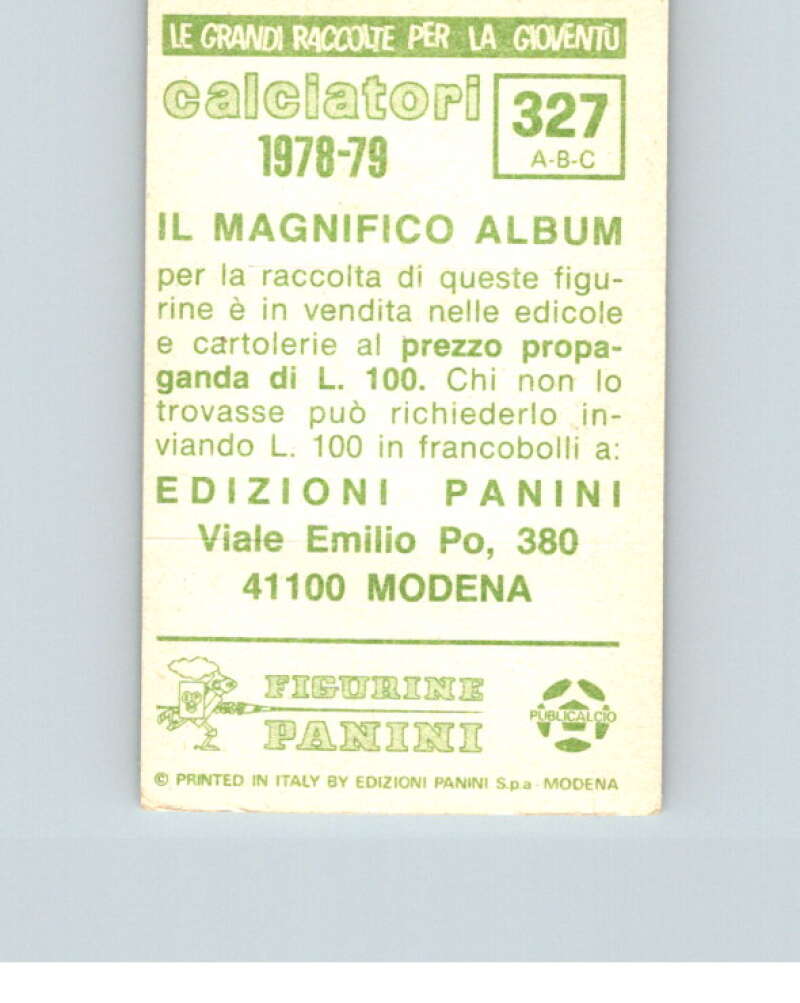 LE GRANDI RACCOLTE PER LA GIOVENTÙ
calciatori
1978-79
327
A-B-C
IL MAGNIFICO ALBUM
per la raccolta di queste figu-
rine è in vendita nelle edicole
e cartolerie al prezzo propa-
ganda di L. 100. Chi non lo
trovasse può richiederlo in-
viando L. 100 in francobolli a:
EDIZIONI PANINI
Viale Emilio Po, 380
41100 MODENA
FIGURINE
PANINI
PUBLICALCIO
© PRINTED IN ITALY BY EDIZIONI PANINI S.p.a - MODENA